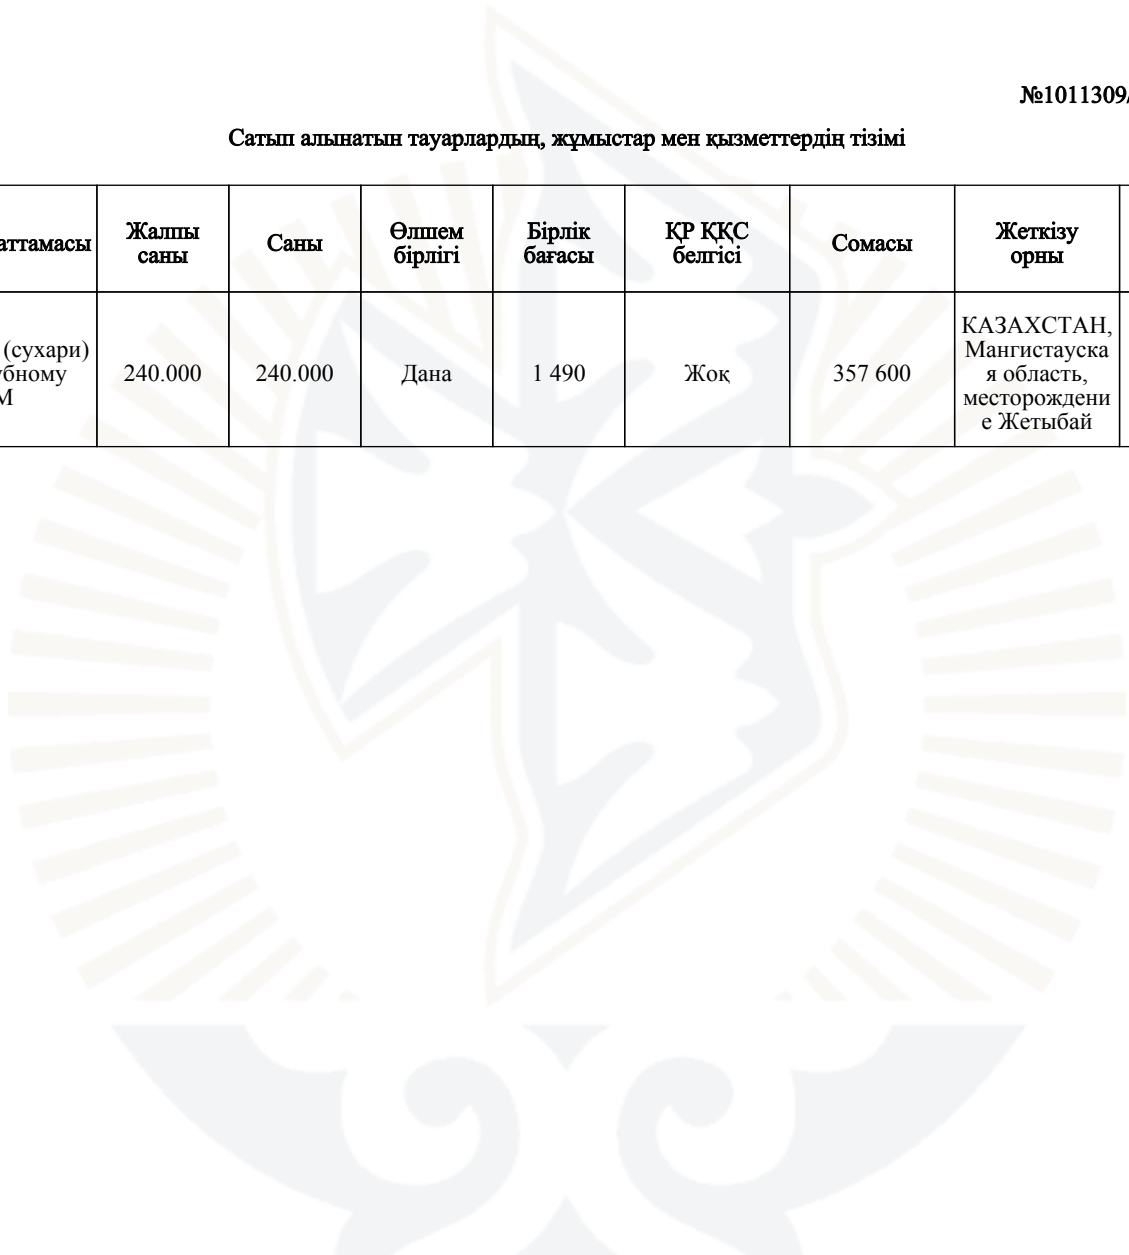 №1011309/
Сатып алынатын тауарлардың, жұмыстар мен қызметтердің тізімі
аттамасы
Жалпы
саны
Саны
Өлшем
бірлігі
Бірлік
бағасы
ҚР ҚҚС
белгісі
Сомасы
Жеткізу
орны
(сухари)
бному
М
240.000
240.000
Дана
1 490
Жоқ
357 600
КАЗАХСТАН,
Мангистауска
я область,
месторождени
е Жетыбай